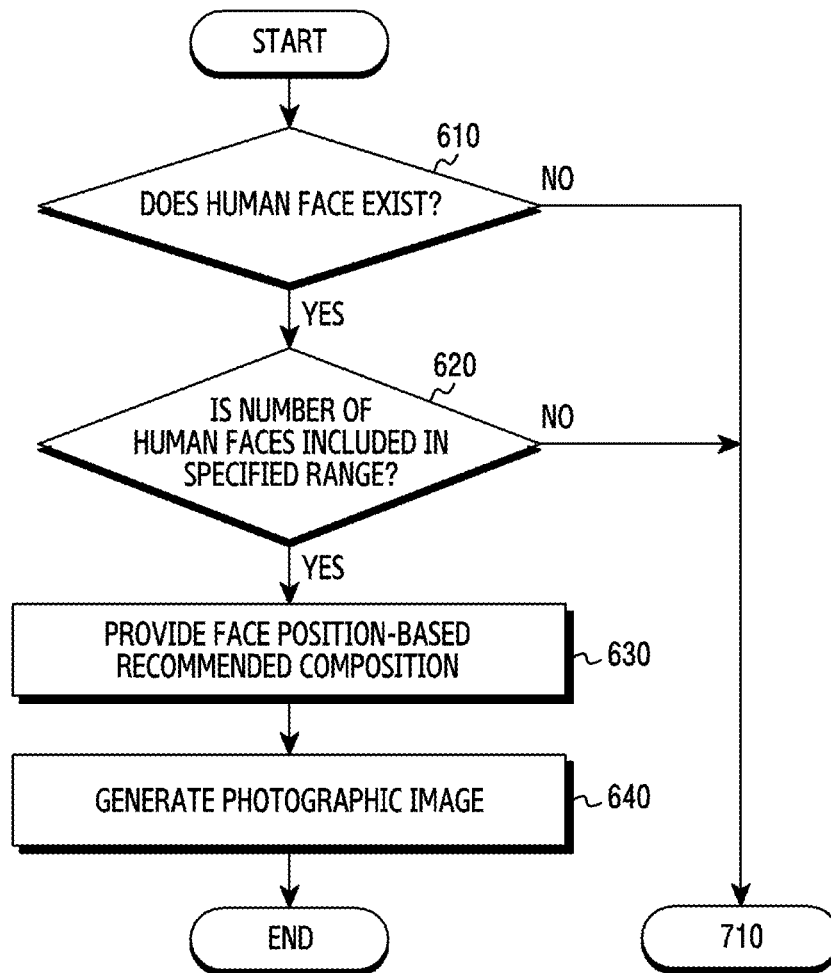 START
610
DOES HUMAN FACE EXIST?
NO
YES
620
IS NUMBER OF
HUMAN FACES INCLUDED IN
SPECIFIED RANGE?
NO
YES
PROVIDE FACE POSITION-BASED
RECOMMENDED COMPOSITION
630
GENERATE PHOTOGRAPHIC IMAGE
640
END
710